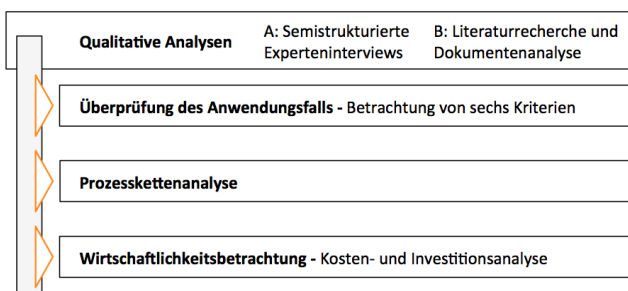 Qualitative Analysen A: Semistrukturierte Experteninterviews B: Literaturrecherche und Dokumentenanalyse
Überprüfung des Anwendungsfalls - Betrachtung von sechs Kriterien
Prozesskettenanalyse
Wirtschaftlichkeitsbetrachtung - Kosten- und Investitionsanalyse